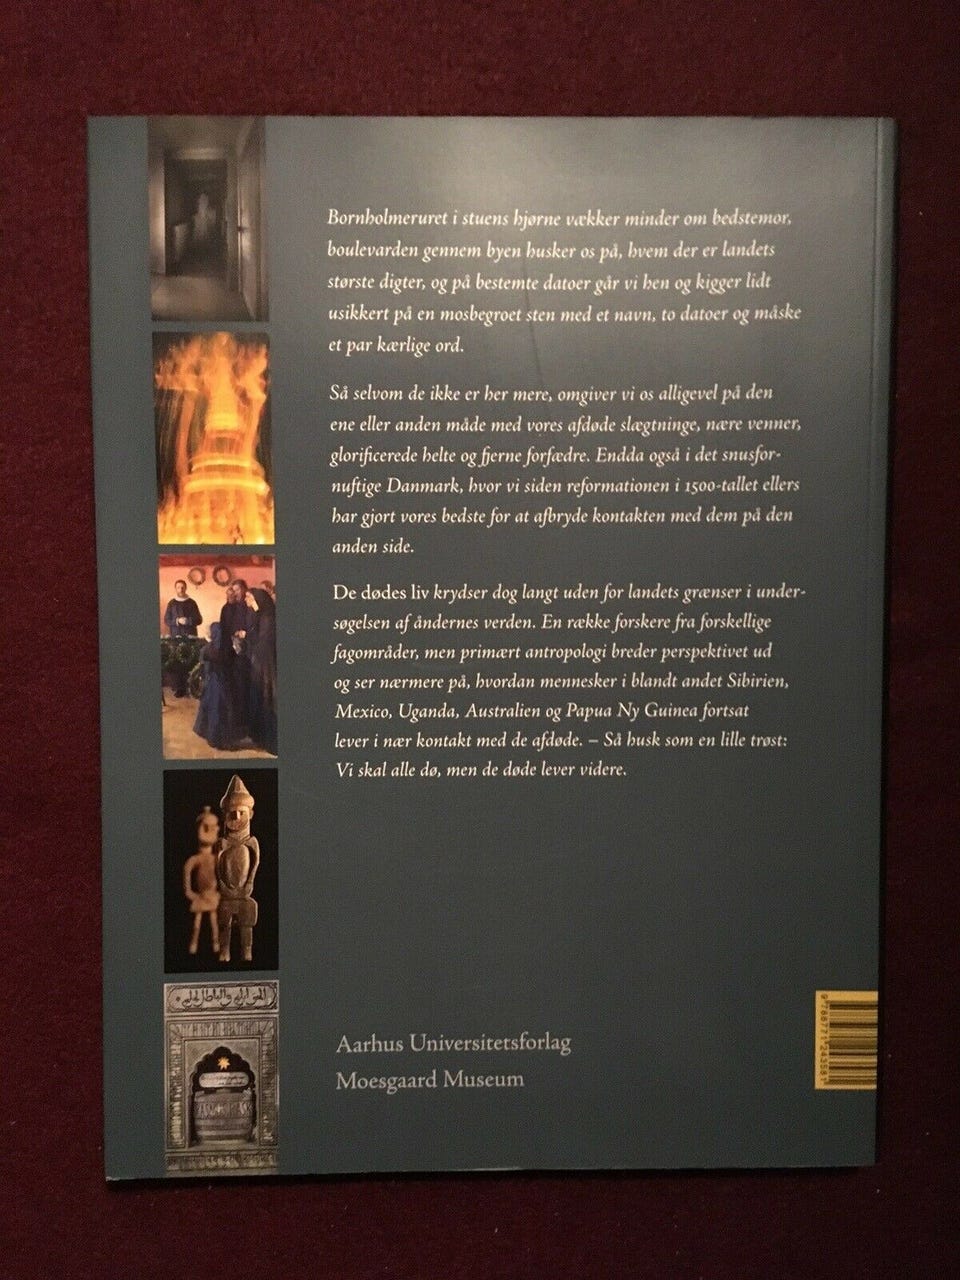 Bornholmeruret i stuens hjørne vækker minder om bedstemor,
boulevarden gennem byen husker os på, hvem der er landets
største digter, og på bestemte datoer går vi hen og kigger lidt
usikkert på en mosbegroet sten med et navn, to datoer og måske
et par kærlige ord.
Så selvom de ikke er her mere, omgiver vi os alligevel på den
ene eller anden måde med vores afdøde slægtninge, nære venner,
glorificerede helte og fjerne forfædre. Endda også i det snusfor-
nuftige Danmark, hvor vi siden reformationen i 1500-tallet ellers
har gjort vores bedste for at afbryde kontakten med dem på den
anden side.
De dødes liv krydser dog langt uden for landets grænser i under-
søgelsen af åndernes verden. En række forskere fra forskellige
fagområder, men primært antropologi breder perspektivet ud
og ser nærmere på, hvordan mennesker i blandt andet Sibirien,
Mexico, Uganda, Australien og Papua Ny Guinea fortsat
lever i nær kontakt med de afdøde. – Så husk som en lille trøst:
Vi skal alle dø, men de døde lever videre.
Aarhus Universitetsforlag
Moesgaard Museum
9 788771 243581